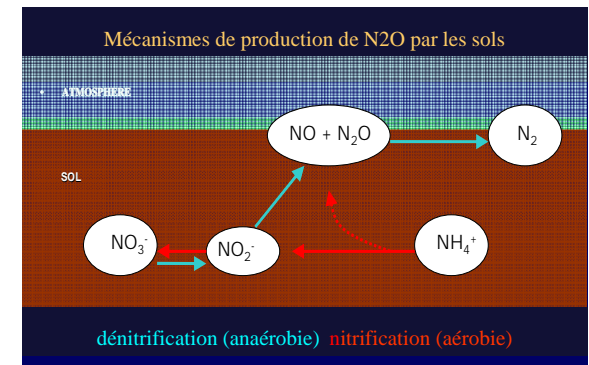 Mécanismes de production de N2O par les sols
• ATMOSPHERE
NO + N₂O
N₂
SOL
NO₃⁻
NO₂⁻
NH₄⁺
dénitrification (anaérobie) nitrification (aérobie)